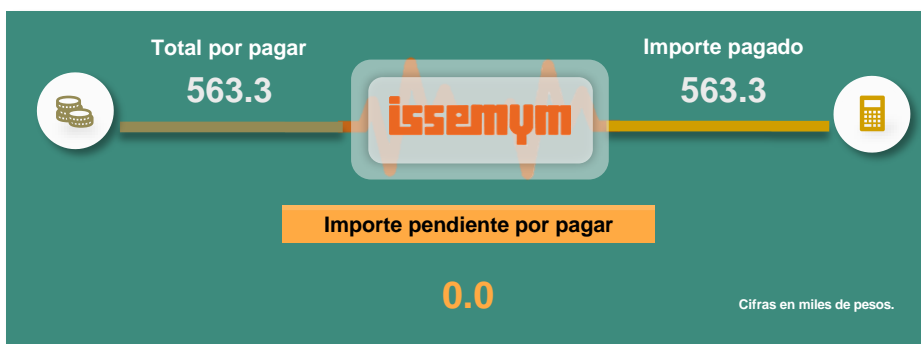 Total por pagar
563.3
Importe pagado
563.3
issemym
Importe pendiente por pagar
0.0
Cifras en miles de pesos.